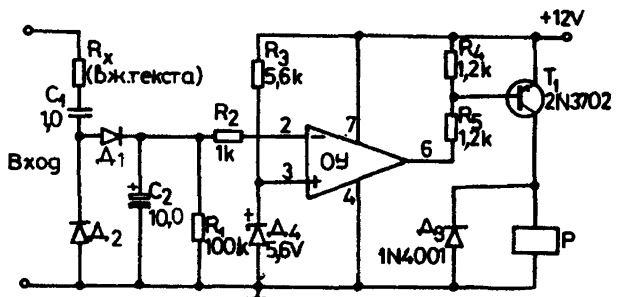 +12V
Rx
(Вж.текста)
C1
1,0
R3
5,6k
R4
1,2k
T1
2N3702
R2
1k
2
7
R5
1,2k
6
ОУ
Вход
Д1
3
4
C2
10,0
R1
100k
Д4
5,6V
Д3
1N4001
P
Д2